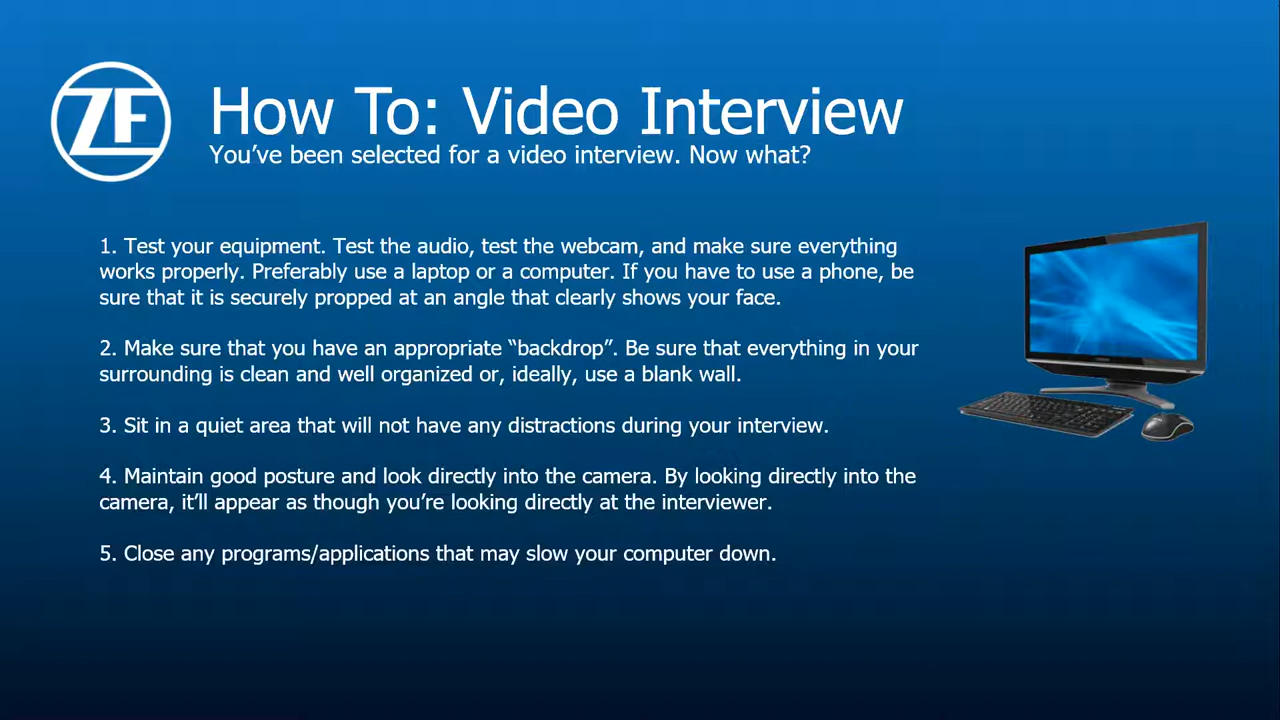 ZF
How To: Video Interview
You’ve been selected for a video interview. Now what?
1. Test your equipment. Test the audio, test the webcam, and make sure everything
works properly. Preferably use a laptop or a computer. If you have to use a phone, be
sure that it is securely propped at an angle that clearly shows your face.
2. Make sure that you have an appropriate “backdrop”. Be sure that everything in your
surrounding is clean and well organized or, ideally, use a blank wall.
3. Sit in a quiet area that will not have any distractions during your interview.
4. Maintain good posture and look directly into the camera. By looking directly into the
camera, it’ll appear as though you’re looking directly at the interviewer.
5. Close any programs/applications that may slow your computer down.